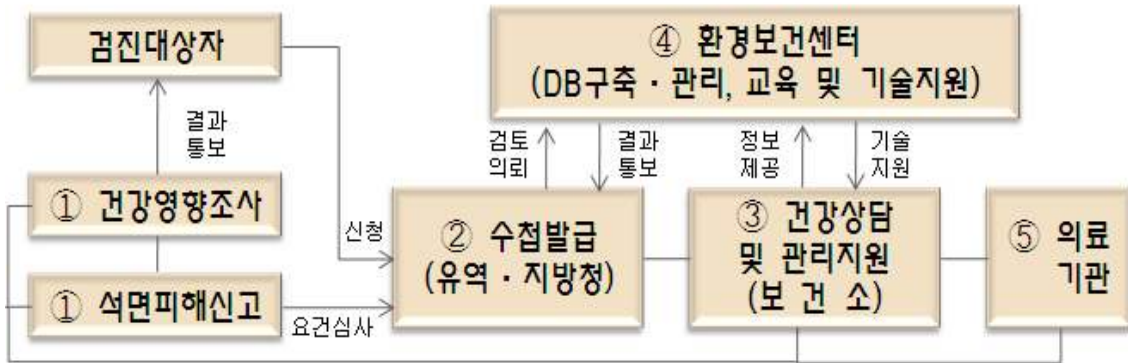 검진대상자
④ 환경보건센터
(DB구축 · 관리, 교육 및 기술지원)
결과
통보
검토
의뢰
결과
통보
정보
제공
기술
지원
① 건강영향조사
신청
② 수첩발급
(유역 · 지방청)
③ 건강상담
및 관리지원
(보 건 소)
⑤ 의료
기관
① 석면피해신고
요건심사